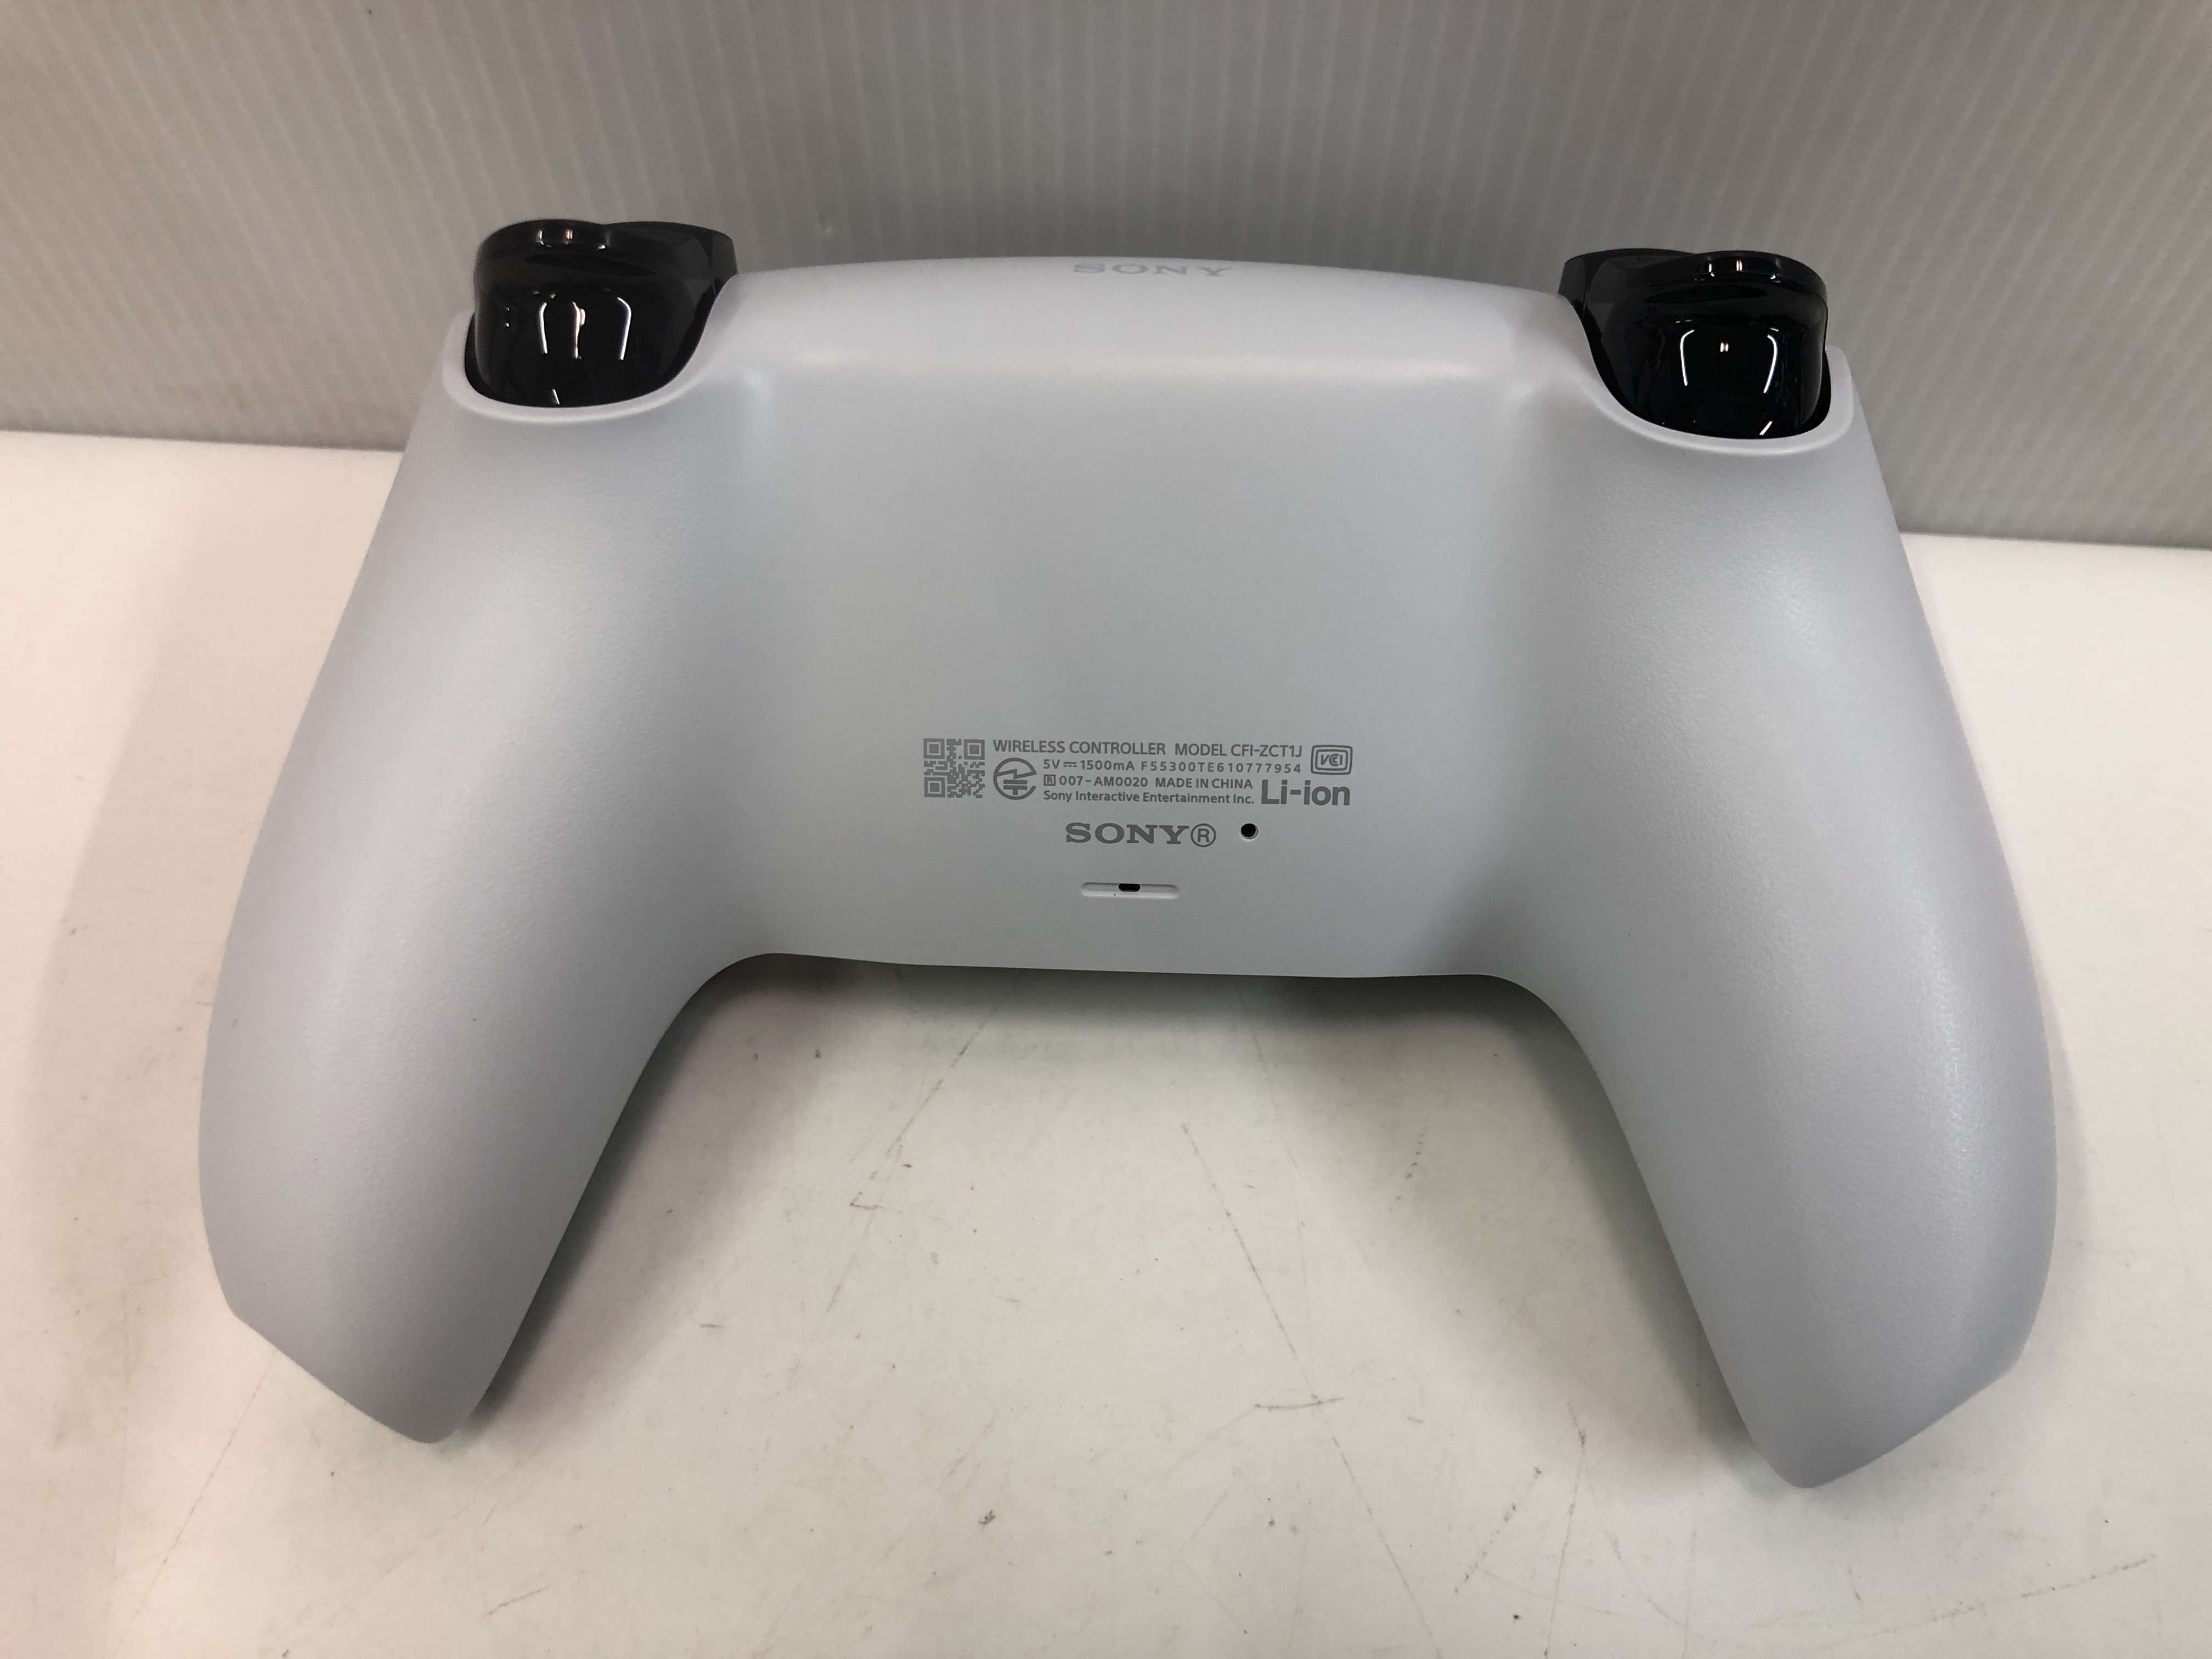 SONY
WIRELESS CONTROLLER MODEL CFI-ZCT1J VCCI
5V⎓1500mA F55300TE610777954
R 007-AM0020 MADE IN CHINA
Sony Interactive Entertainment Inc. Li-ion
SONY®